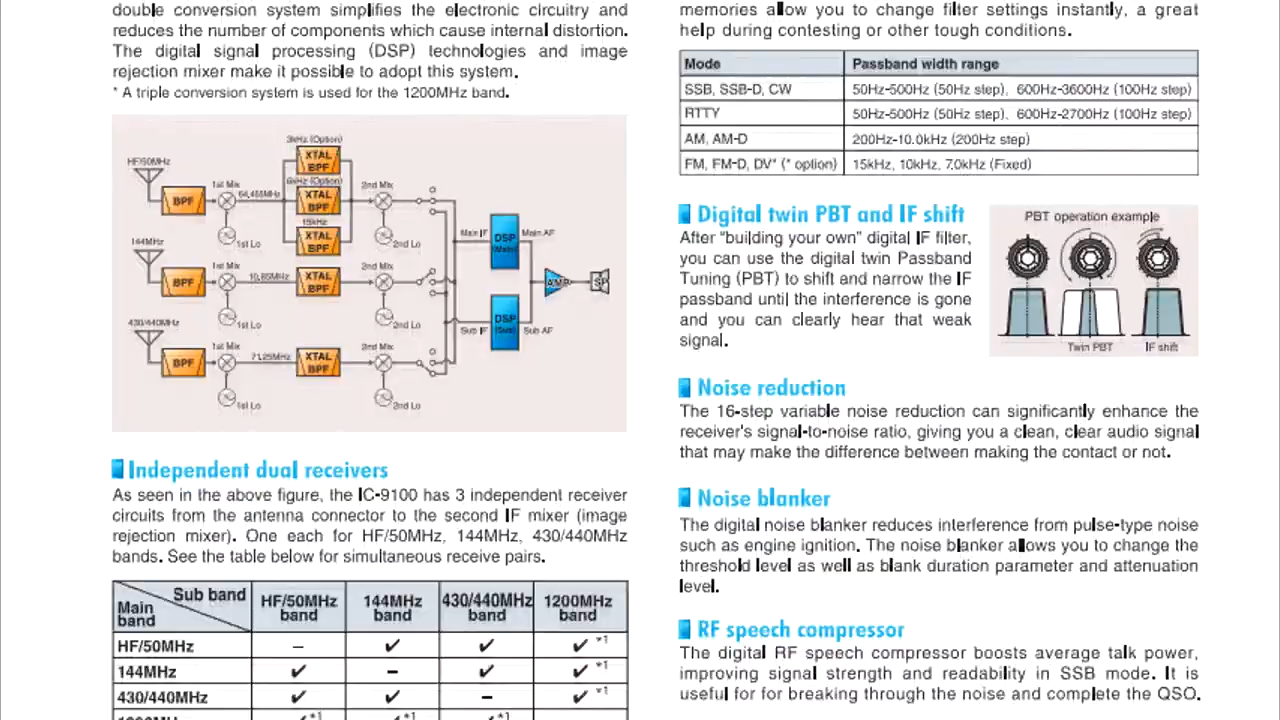 double conversion system simplifies the electronic circuitry and
reduces the number of components which cause internal distortion.
The digital signal processing (DSP) technologies and image
rejection mixer make it possible to adopt this system.
* A triple conversion system is used for the 1200MHz band.
3kHz (Option)
HF/50MHz
XTAL
BPF
6kHz (Option)
1st Mix
2nd Mix
64.455MHz
BPF
XTAL
BPF
15kHz
1st Lo
XTAL
BPF
2nd Lo
Main IF
DSP
(Main)
Main AF
144MHz
1st Mix
2nd Mix
BPF
10.85MHz
XTAL
BPF
AMP
SP
1st Lo
2nd Lo
430/440MHz
Sub IF
DSP
(Sub)
Sub AF
1st Mix
2nd Mix
BPF
71.25MHz
XTAL
BPF
1st Lo
2nd Lo
Independent dual receivers
As seen in the above figure, the IC-9100 has 3 independent receiver
circuits from the antenna connector to the second IF mixer (image
rejection mixer). One each for HF/50MHz, 144MHz, 430/440MHz
bands. See the table below for simultaneous receive pairs.
Sub band
Main band
HF/50MHz band
144MHz band
430/440MHz band
1200MHz band
HF/50MHz – ✔ ✔ ✔ *1
144MHz ✔ – ✔ ✔ *1
430/440MHz ✔ ✔ – ✔ *1
memories allow you to change filter settings instantly, a great
help during contesting or other tough conditions.
Mode Passband width range
SSB, SSB-D, CW 50Hz-500Hz (50Hz step), 600Hz-3600Hz (100Hz step)
RTTY 50Hz-500Hz (50Hz step), 600Hz-2700Hz (100Hz step)
AM, AM-D 200Hz-10.0kHz (200Hz step)
FM, FM-D, DV* (* option) 15kHz, 10kHz, 7.0kHz (Fixed)
Digital twin PBT and IF shift
After “building your own” digital IF filter,
you can use the digital twin Passband
Tuning (PBT) to shift and narrow the IF
passband until the interference is gone
and you can clearly hear that weak
signal.
PBT operation example
Twin PBT
IF shift
Noise reduction
The 16-step variable noise reduction can significantly enhance the
receiver's signal-to-noise ratio, giving you a clean, clear audio signal
that may make the difference between making the contact or not.
Noise blanker
The digital noise blanker reduces interference from pulse-type noise
such as engine ignition. The noise blanker allows you to change the
threshold level as well as blank duration parameter and attenuation
level.
RF speech compressor
The digital RF speech compressor boosts average talk power,
improving signal strength and readability in SSB mode. It is
useful for for breaking through the noise and complete the QSO.